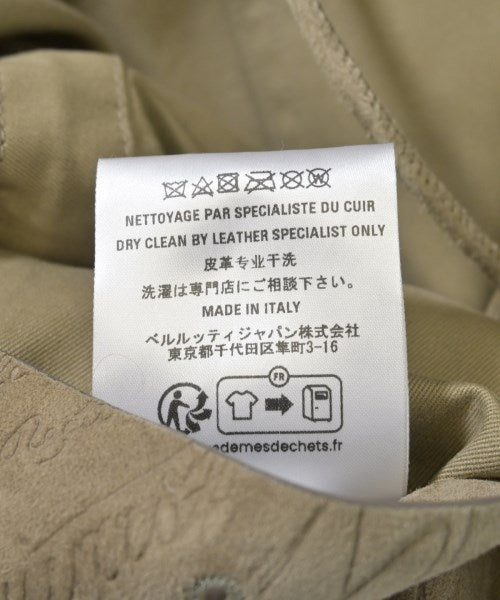 NETTOYAGE PAR SPECIALISTE DU CUIR
DRY CLEAN BY LEATHER SPECIALIST ONLY
皮革专业干洗
洗濯は専門店にご相談下さい。
MADE IN ITALY
ベルルッティジャパン株式会社
東京都千代田区隼町3-16
FR
demesdechets.fr